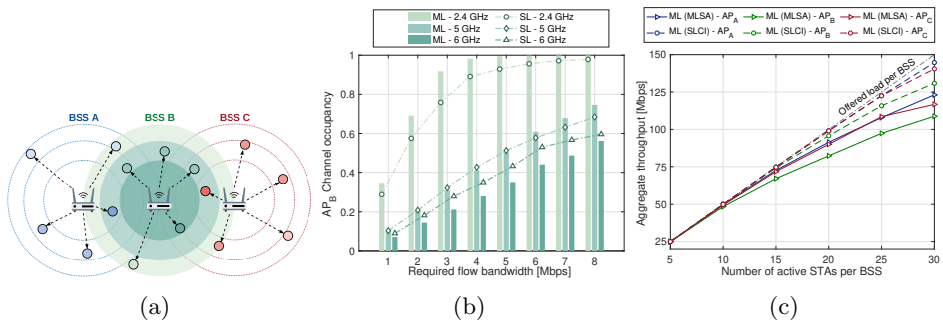 BSS A
BSS B
BSS C
(a)
ML - 2.4 GHz
ML - 5 GHz
ML - 6 GHz
SL - 2.4 GHz
SL - 5 GHz
SL - 6 GHz
AP_B Channel occupancy
1
0.8
0.6
0.4
0.2
0
1 2 3 4 5 6 7 8
Required flow bandwidth [Mbps]
(b)
ML (MLSA) - AP_A
ML (MLSA) - AP_B
ML (MLSA) - AP_C
ML (SLCI) - AP_A
ML (SLCI) - AP_B
ML (SLCI) - AP_C
Aggregate throughput [Mbps]
150
125
100
75
50
25
Offered load per BSS
5 10 15 20 25 30
Number of active STAs per BSS
(c)